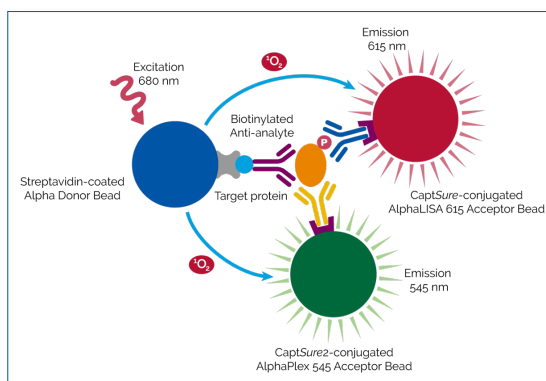 Excitation
680 nm
¹O₂
Emission
615 nm
Biotinylated
Anti-analyte
P
Streptavidin-coated
Alpha Donor Bead
Target protein
CaptSure-conjugated
AlphaLISA 615 Acceptor Bead
¹O₂
Emission
545 nm
CaptSure2-conjugated
AlphaPlex 545 Acceptor Bead